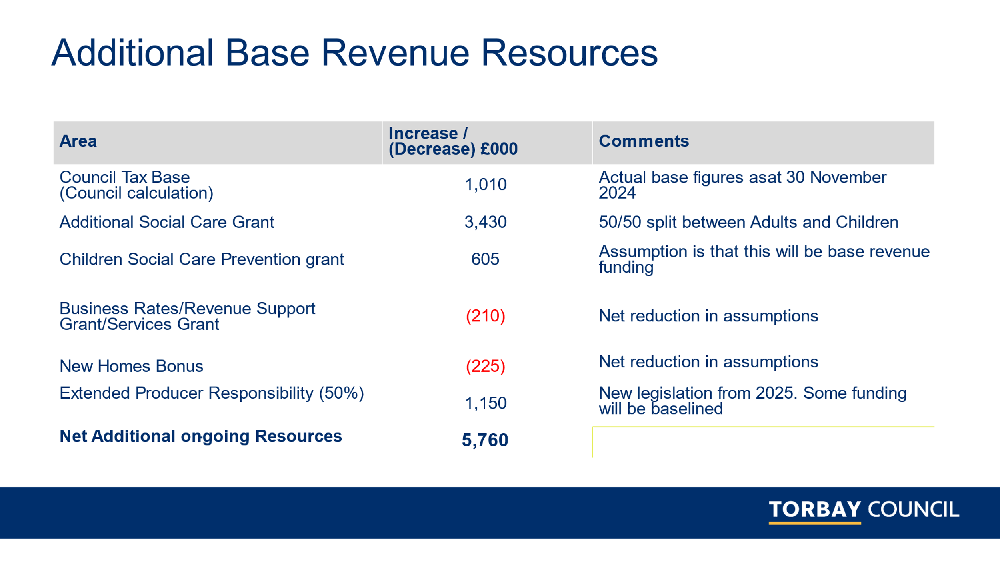 Additional Base Revenue Resources
Area
Increase /
(Decrease) £000
Comments
Council Tax Base
(Council calculation)
1,010
Actual base figures asat 30 November
2024
Additional Social Care Grant
3,430
50/50 split between Adults and Children
Children Social Care Prevention grant
605
Assumption is that this will be base revenue
funding
Business Rates/Revenue Support
Grant/Services Grant
(210)
Net reduction in assumptions
New Homes Bonus
(225)
Net reduction in assumptions
Extended Producer Responsibility (50%)
1,150
New legislation from 2025. Some funding
will be baselined
Net Additional on-going Resources
5,760
TORBAY COUNCIL